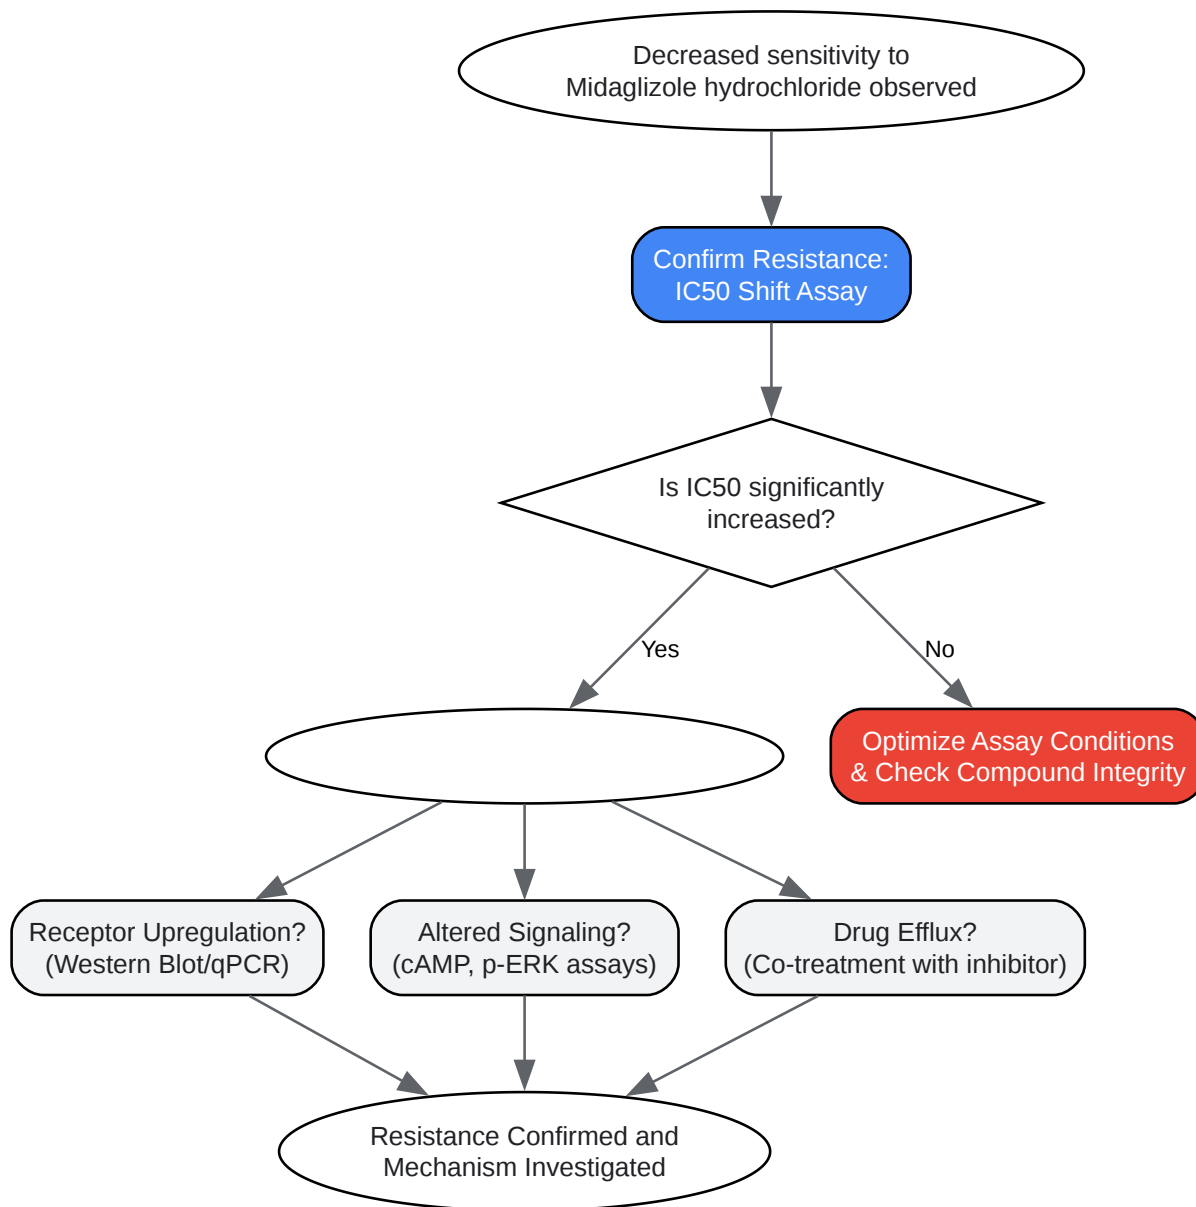 Decreased sensitivity to
Midaglizole hydrochloride observed
Confirm Resistance:
IC50 Shift Assay
Is IC50 significantly
increased?
Yes
No
Optimize Assay Conditions
& Check Compound Integrity
Receptor Upregulation?
(Western Blot/qPCR)
Altered Signaling?
(cAMP, p-ERK assays)
Drug Efflux?
(Co-treatment with inhibitor)
Resistance Confirmed and
Mechanism Investigated